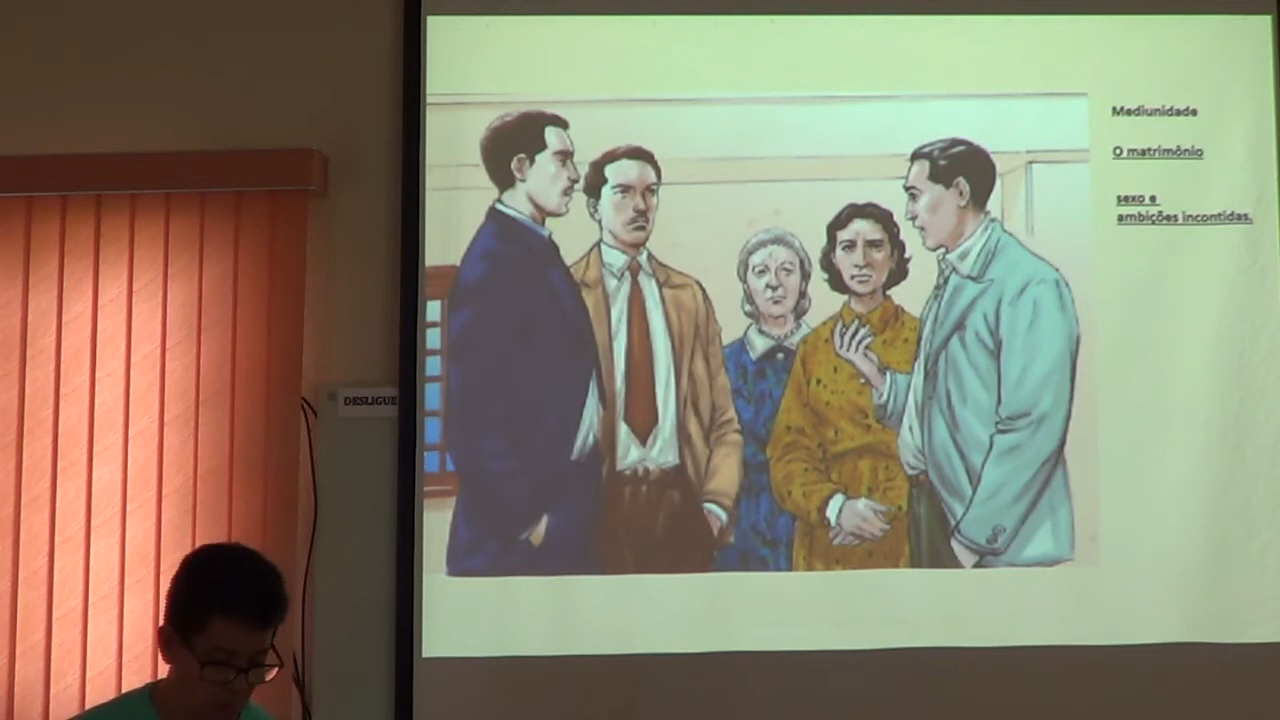 Mediunidade
O matrimônio
sexo e
ambições incontidas.
DESLIGUE